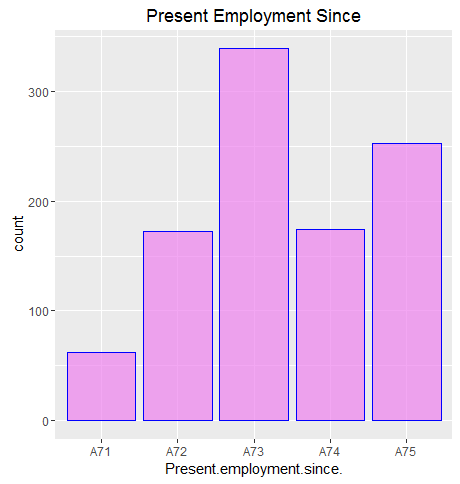 Present Employment Since
300
200
100
0
count
A71 A72 A73 A74 A75
Present.employment.since.